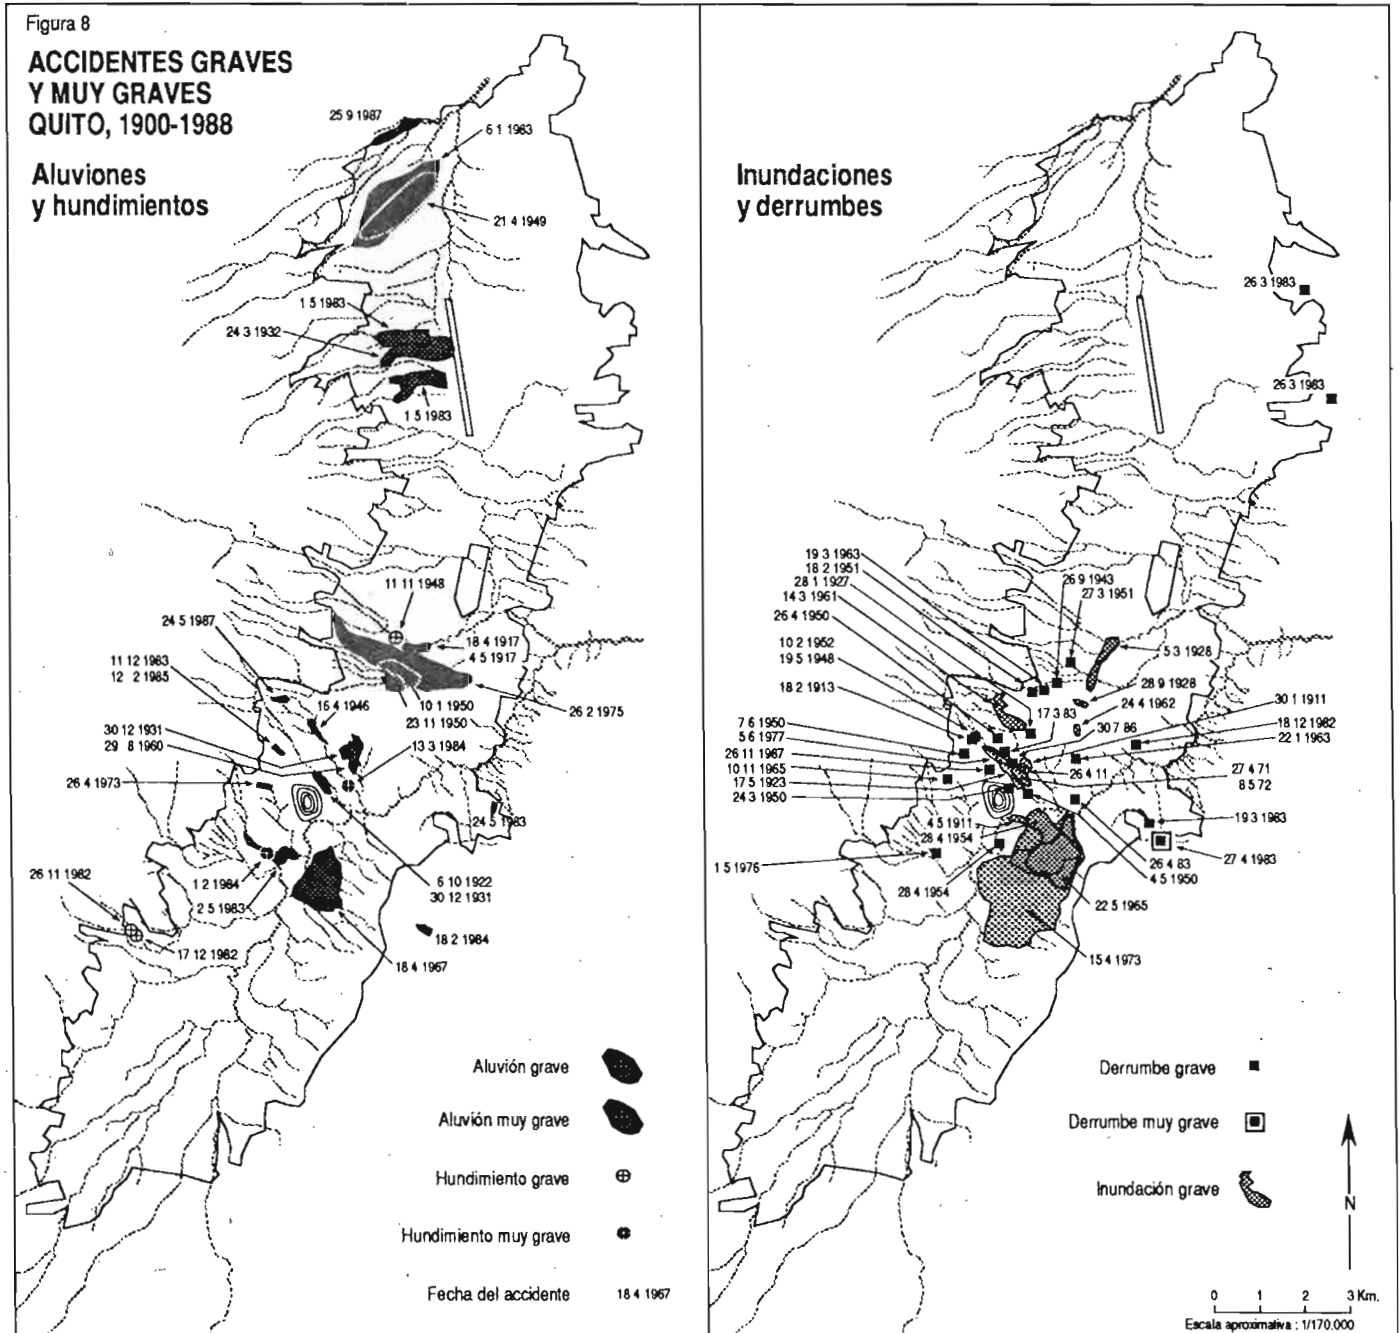 Figura 8
ACCIDENTES GRAVES
Y MUY GRAVES
QUITO, 1900-1988
Aluviones
y hundimientos
25 9 1987
6 1 1983
21 4 1949
1 5 1983
24 3 1932
1 5 1983
11 11 1948
24 5 1987
18 4 1917
4 5 1917
11 12 1983
12 2 1985
16 4 1946
10 1 1950
23 11 1950
26 2 1975
30 12 1931
29 8 1960
13 3 1984
26 4 1973
24 5 1983
26 11 1982
1 2 1984
2 5 1983
6 10 1922
30 12 1931
18 2 1984
17 12 1982
18 4 1967
Aluvión grave
Aluvión muy grave
Hundimiento grave
Hundimiento muy grave
Fecha del accidente
18 4 1967
Inundaciones
y derrumbes
26 3 1983
26 3 1983
19 3 1963
18 2 1951
28 1 1927
14 3 1961
26 4 1950
26 9 1943
27 3 1951
10 2 1952
19 5 1948
5 3 1928
18 2 1913
28 9 1928
24 4 1962
30 1 1911
17 3 83
30 7 86
18 12 1982
22 1 1963
7 6 1950
5 6 1977
26 11 1987
10 11 1965
17 5 1923
24 3 1950
26 4 11
27 4 71
8 5 72
4 5 1911
28 4 1954
19 3 1983
1 5 1976
26 4 83
4 5 1950
27 4 1983
28 4 1954
22 5 1965
15 4 1973
Derrumbe grave
Derrumbe muy grave
Inundación grave
N
0 1 2 3 Km.
Escala aproximativa : 1/170.000